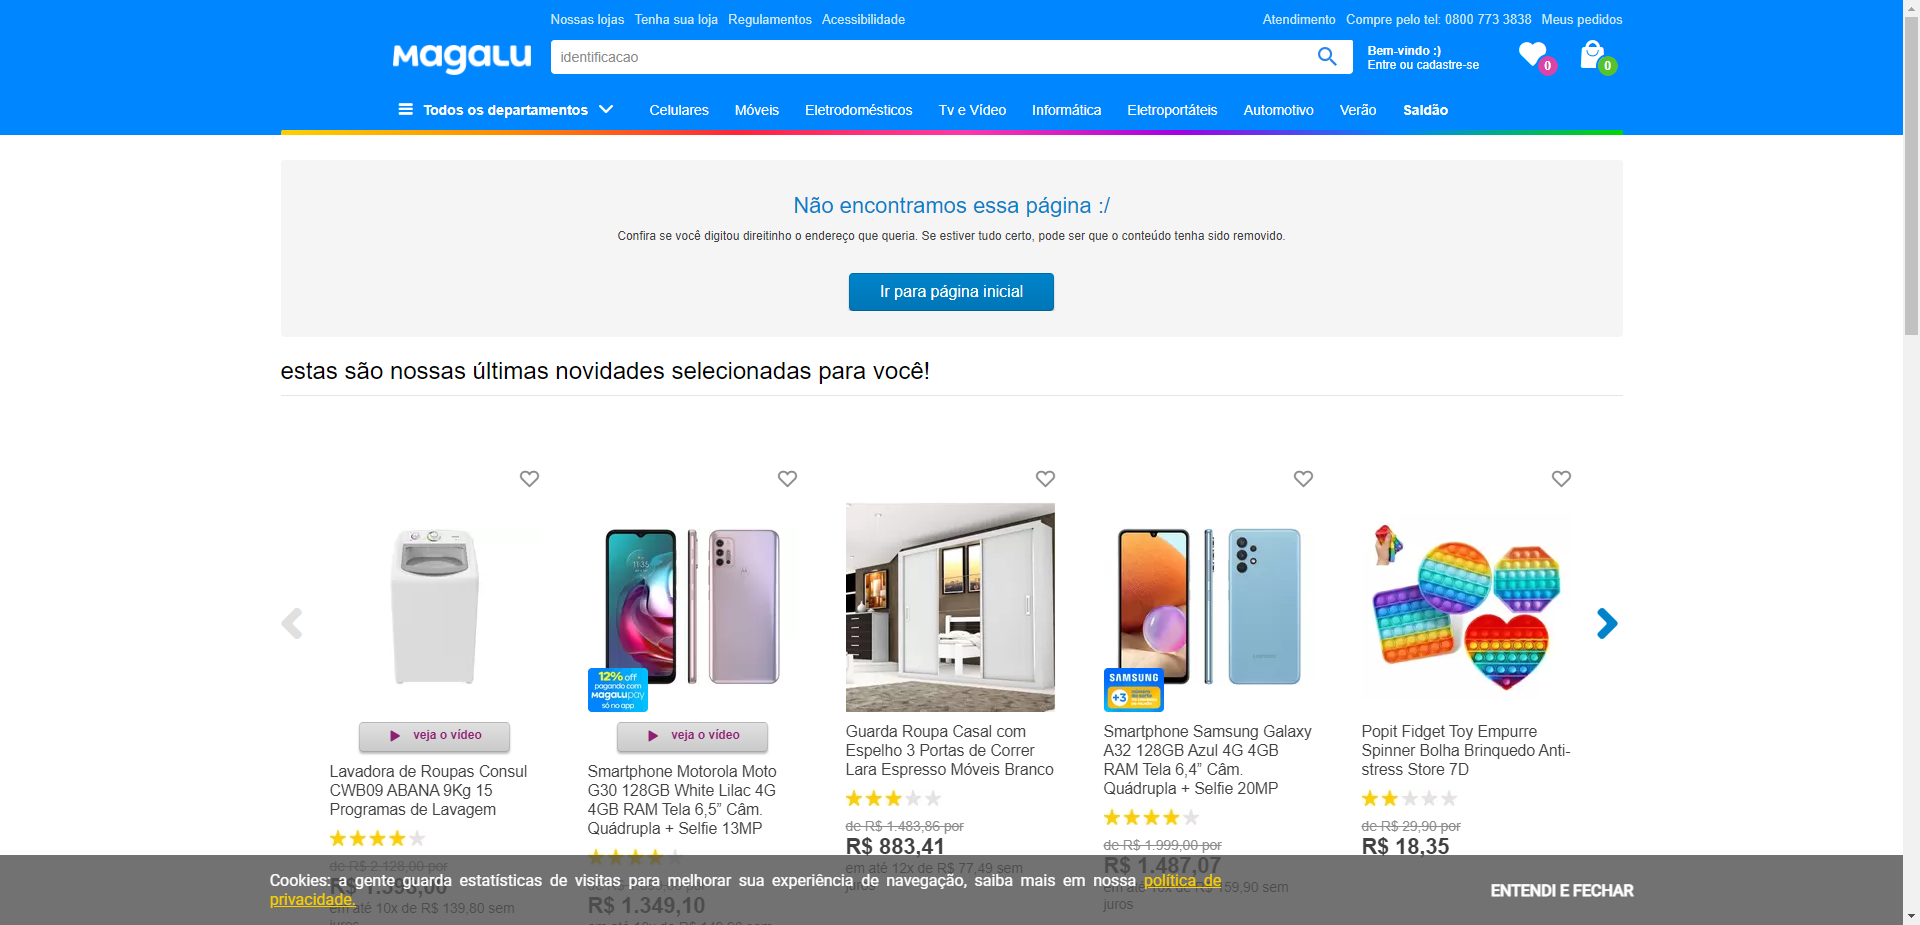 Nossas lojas Tenha sua loja Regulamentos Acessibilidade
Atendimento Compre pelo tel: 0800 773 3838 Meus pedidos
MagaLu
identificacao
Bem-vindo :)
Entre ou cadastre-se
0
0
Todos os departamentos
Celulares Móveis Eletrodomésticos Tv e Vídeo Informática Eletroportáteis Automotivo Verão Saldão
Não encontramos essa página :/
Confira se você digitou direitinho o endereço que queria. Se estiver tudo certo, pode ser que o conteúdo tenha sido removido.
Ir para página inicial
estas são nossas últimas novidades selecionadas para você!
veja o vídeo
Lavadora de Roupas Consul
CWB09 ABANA 9Kg 15
Programas de Lavagem
de R$ 2.128,00 por
em até 10x de R$ 139,80 sem
juros
12% off
pagando com
MagaLupay
só no app
veja o vídeo
Smartphone Motorola Moto
G30 128GB White Lilac 4G
4GB RAM Tela 6,5” Câm.
Quádrupla + Selfie 13MP
R$ 1.349,10
Guarda Roupa Casal com
Espelho 3 Portas de Correr
Lara Espresso Móveis Branco
de R$ 1.483,86 por
R$ 883,41
em até 12x de R$ 77,49 sem
juros
SAMSUNG
+3
Smartphone Samsung Galaxy
A32 128GB Azul 4G 4GB
RAM Tela 6,4” Câm.
Quádrupla + Selfie 20MP
de R$ 1.999,00 por
R$ 1.487,07
em até 10x de R$ 159,90 sem
juros
Popit Fidget Toy Empurre
Spinner Bolha Brinquedo Anti-
stress Store 7D
de R$ 29,90 por
R$ 18,35
Cookies: a gente guarda estatísticas de visitas para melhorar sua experiência de navegação, saiba mais em nossa política de
privacidade.
ENTENDI E FECHAR